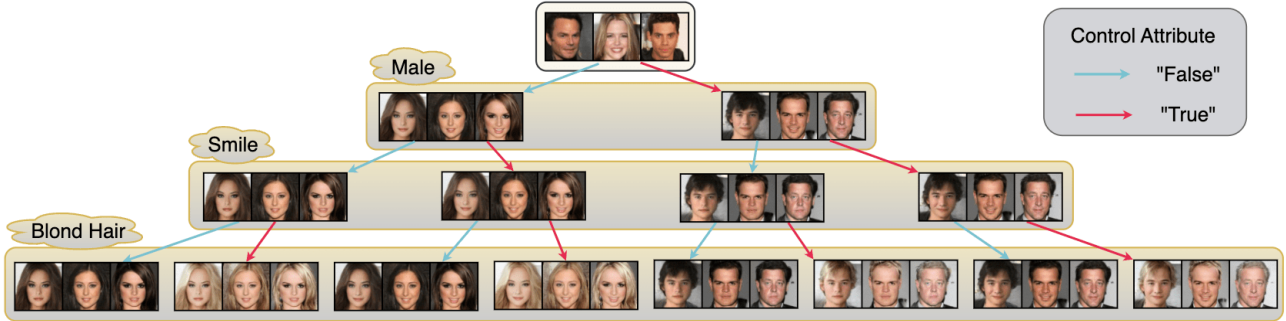 Control Attribute
"False"
"True"
Male
Smile
Blond Hair